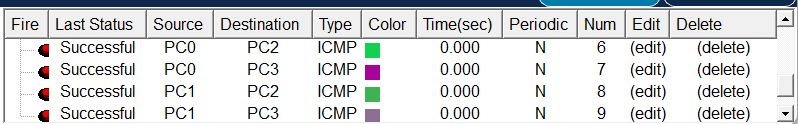 Fire Last Status Source Destination Type Color Time(sec) Periodic Num Edit Delete
Successful PC0 PC2 ICMP 0.000 N 6 (edit) (delete)
Successful PC0 PC3 ICMP 0.000 N 7 (edit) (delete)
Successful PC1 PC2 ICMP 0.000 N 8 (edit) (delete)
Successful PC1 PC3 ICMP 0.000 N 9 (edit) (delete)